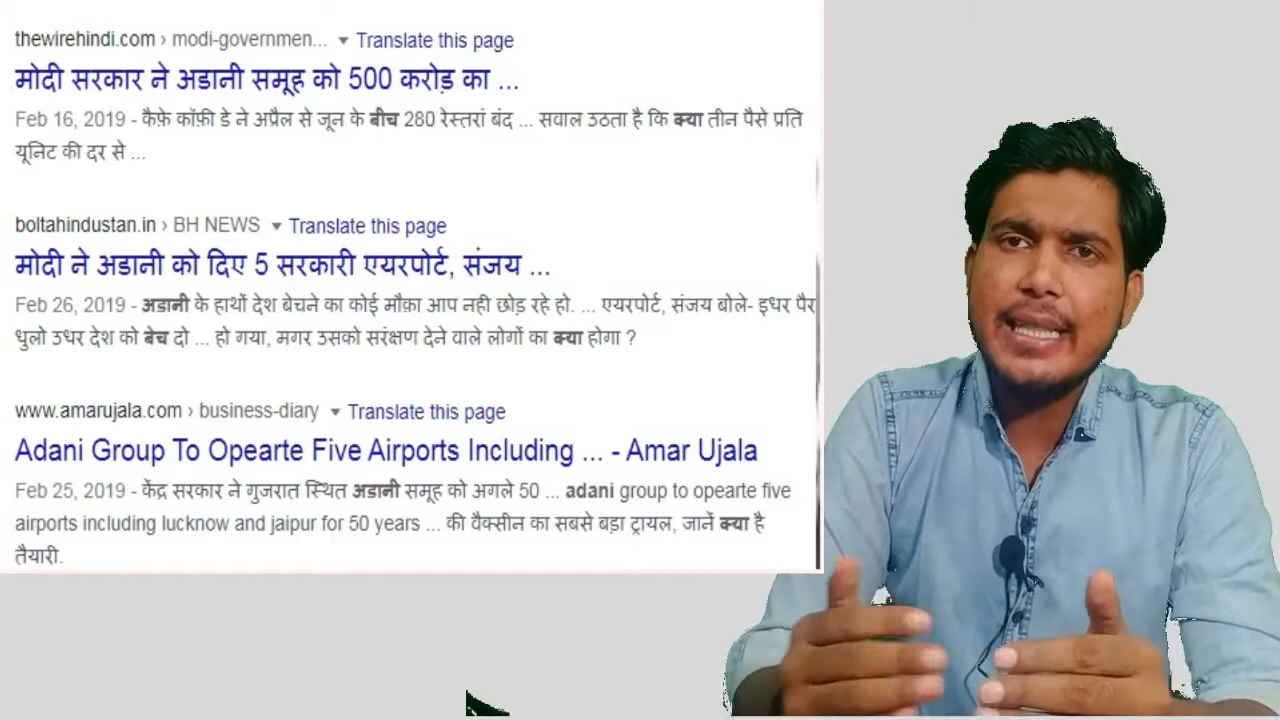 thewirehindi.com › modi-governmen... ▼ Translate this page
मोदी सरकार ने अडानी समूह को 500 करोड़ का ...
Feb 16, 2019 - कैफ़े कॉफ़ी डे ने अप्रैल से जून के बीच 280 रेस्तरां बंद ... सवाल उठता है कि क्या तीन पैसे प्रति
यूनिट की दर से ...
boltahindustan.in › BH NEWS ▼ Translate this page
मोदी ने अडानी को दिए 5 सरकारी एयरपोर्ट, संजय ...
Feb 26, 2019 - अडानी के हाथों देश बेचने का कोई मौक़ा आप नही छोड़ रहे हो. ... एयरपोर्ट, संजय बोले- इधर पैर
धुलो उधर देश को बेच दो ... हो गया, मगर उसको सरंक्षण देने वाले लोगों का क्या होगा ?
www.amarujala.com › business-diary ▼ Translate this page
Adani Group To Opearte Five Airports Including ... - Amar Ujala
Feb 25, 2019 - केंद्र सरकार ने गुजरात स्थित अडानी समूह को अगले 50 ... adani group to opearte five
airports including lucknow and jaipur for 50 years ... की वैक्सीन का सबसे बड़ा ट्रायल, जानें क्या है
तैयारी.